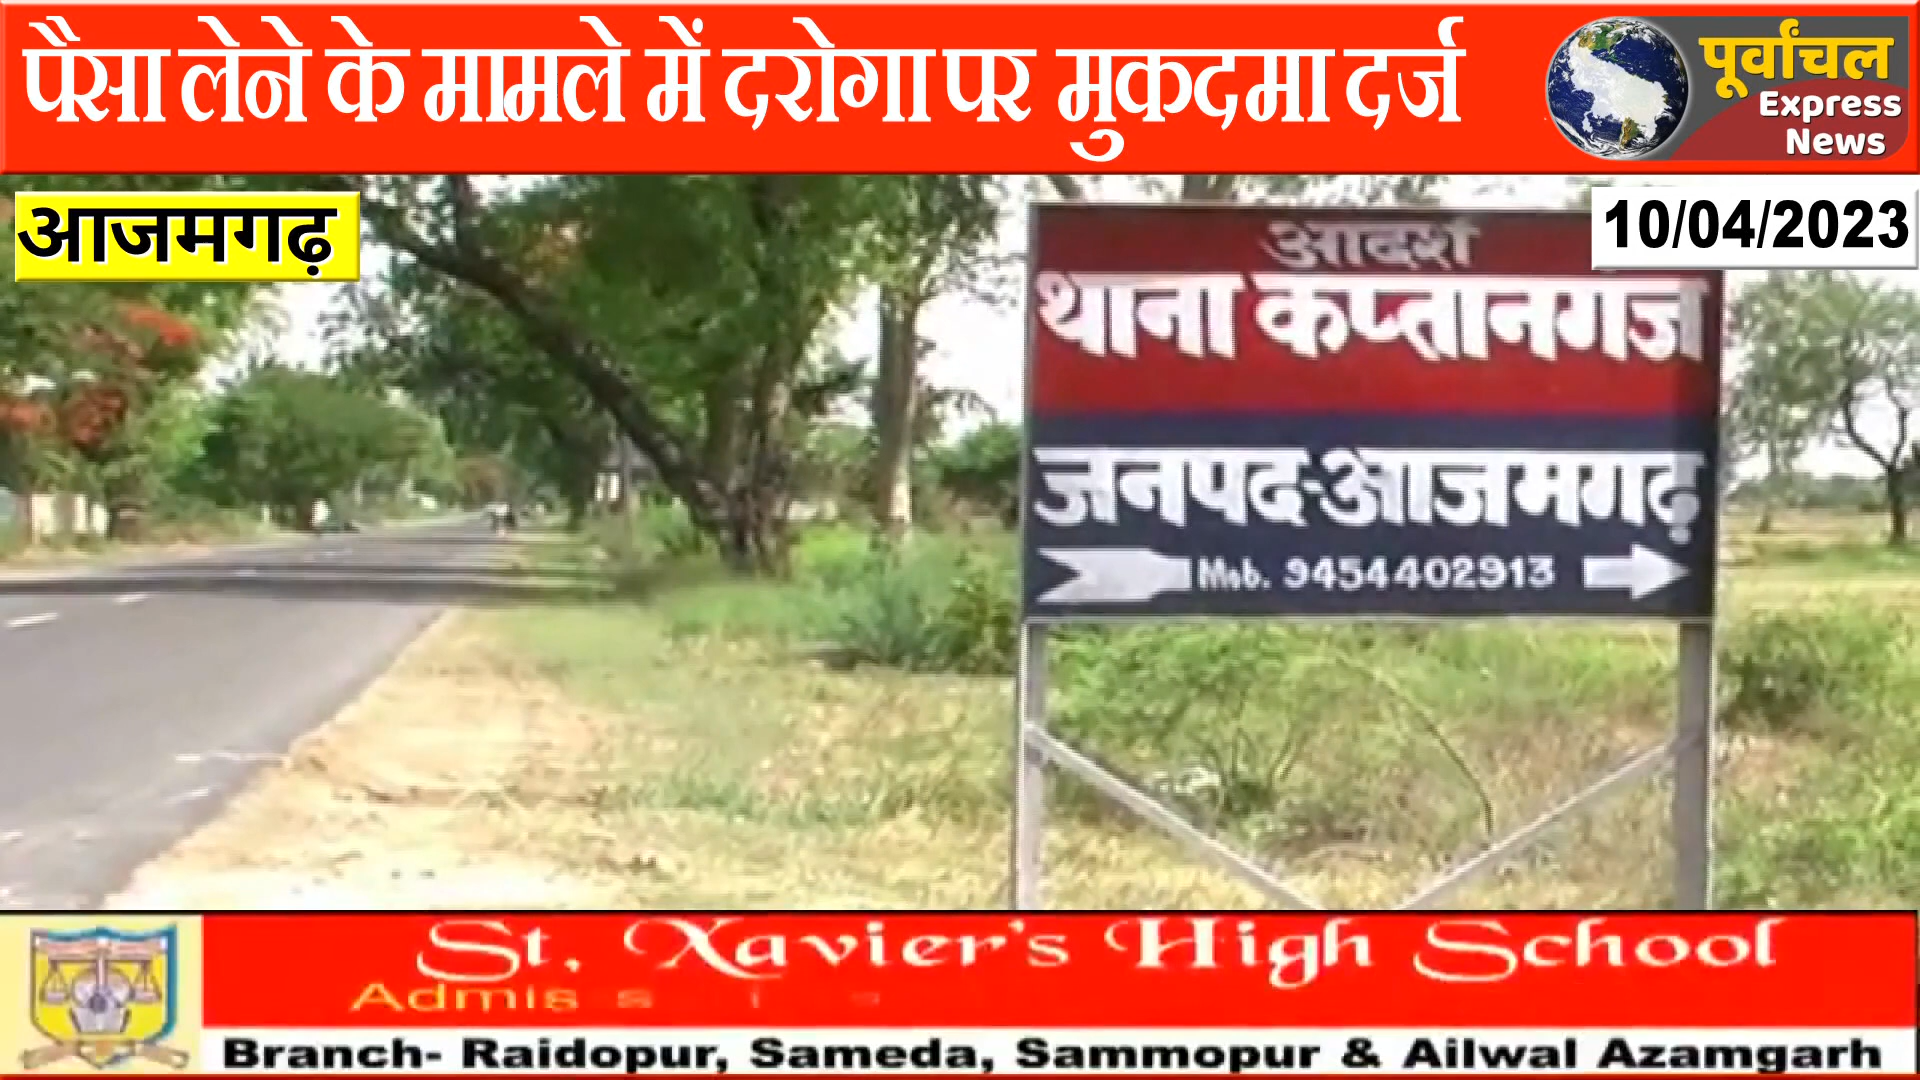 पैसा लेने के मामले में दरोगा पर मुकदमा दर्ज
पूर्वांचल
Express
News
आजमगढ़
10/04/2023
आदर्श
थाना कप्तानगंज
जनपद-आजमगढ़
Mob. 9454402913
St. Xavier's High School
Admis
Branch- Raidopur, Sameda, Sammopur & Ailwal Azamgarh